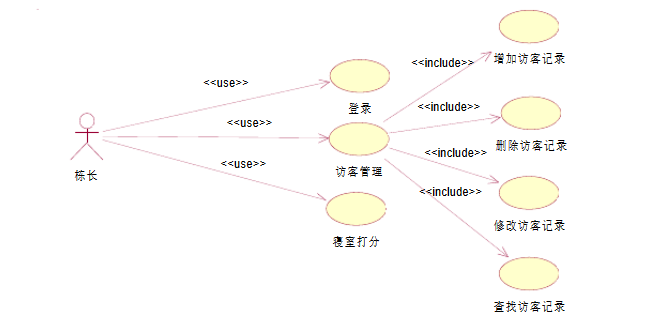 <<include>>
增加访客记录
<<use>>
登录
<<include>>
<<use>>
删除访客记录
<<include>>
<<use>>
访客管理
栋长
<<include>>
修改访客记录
寝室打分
查找访客记录